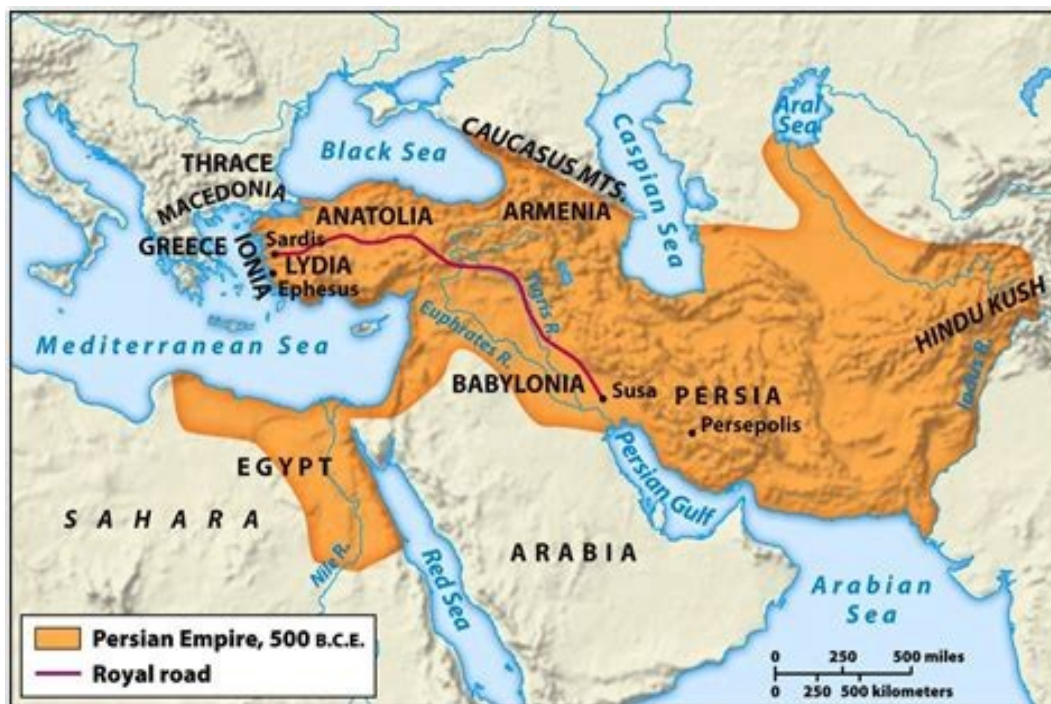 Aral
Sea
CAUCASUS MTS.
Caspian Sea
Black Sea
THRACE
MACEDONIA
ANATOLIA
ARMENIA
GREECE
IONIA
Sardis
LYDIA
Ephesus
Tigris R.
HINDU KUSH
Euphrates R.
Mediterranean Sea
Indus R.
BABYLONIA
Susa
PERSIA
Persepolis
EGYPT
Persian Gulf
SAHARA
ARABIA
Nile R.
Red Sea
Arabian
Sea
Persian Empire, 500 B.C.E.
Royal road
0 250 500 miles
0 250 500 kilometers